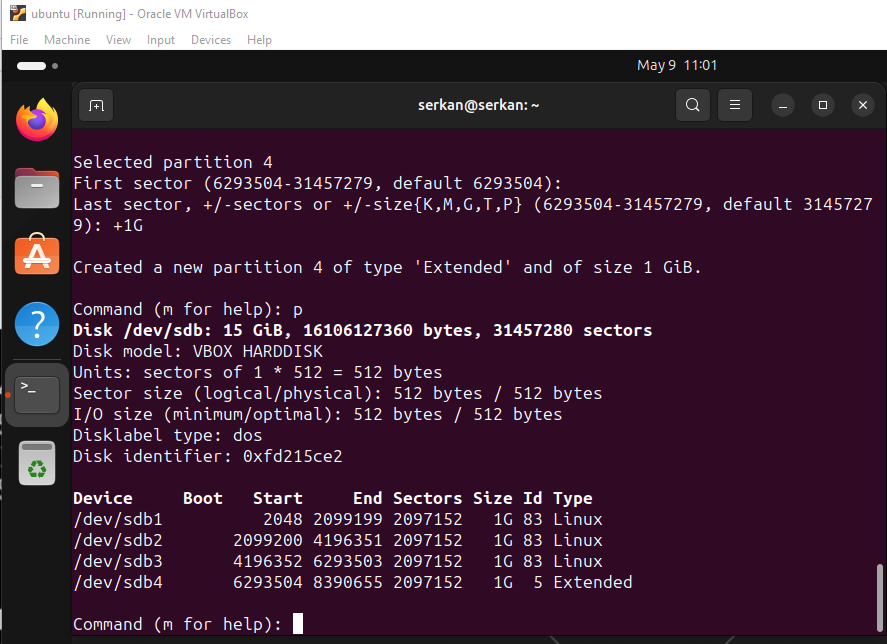 ubuntu [Running] - Oracle VM VirtualBox
File Machine View Input Devices Help
May 9 11:01
serkan@serkan: ~
Selected partition 4
First sector (6293504-31457279, default 6293504):
Last sector, +/-sectors or +/-size{K,M,G,T,P} (6293504-31457279, default 3145727
9): +1G
Created a new partition 4 of type 'Extended' and of size 1 GiB.
Command (m for help): p
Disk /dev/sdb: 15 GiB, 16106127360 bytes, 31457280 sectors
Disk model: VBOX HARDDISK
Units: sectors of 1 * 512 = 512 bytes
Sector size (logical/physical): 512 bytes / 512 bytes
I/O size (minimum/optimal): 512 bytes / 512 bytes
Disklabel type: dos
Disk identifier: 0xfd215ce2
Device     Boot   Start     End Sectors Size Id Type
/dev/sdb1          2048 2099199 2097152   1G 83 Linux
/dev/sdb2       2099200 4196351 2097152   1G 83 Linux
/dev/sdb3       4196352 6293503 2097152   1G 83 Linux
/dev/sdb4       6293504 8390655 2097152   1G  5 Extended
Command (m for help):